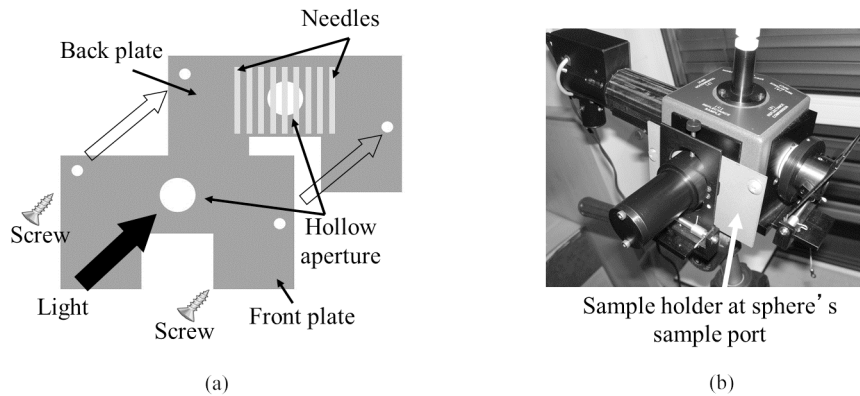 Needles
Back plate
Screw
Hollow
aperture
Light
Screw
Front plate
(a)
Sample holder at sphere's
sample port
(b)